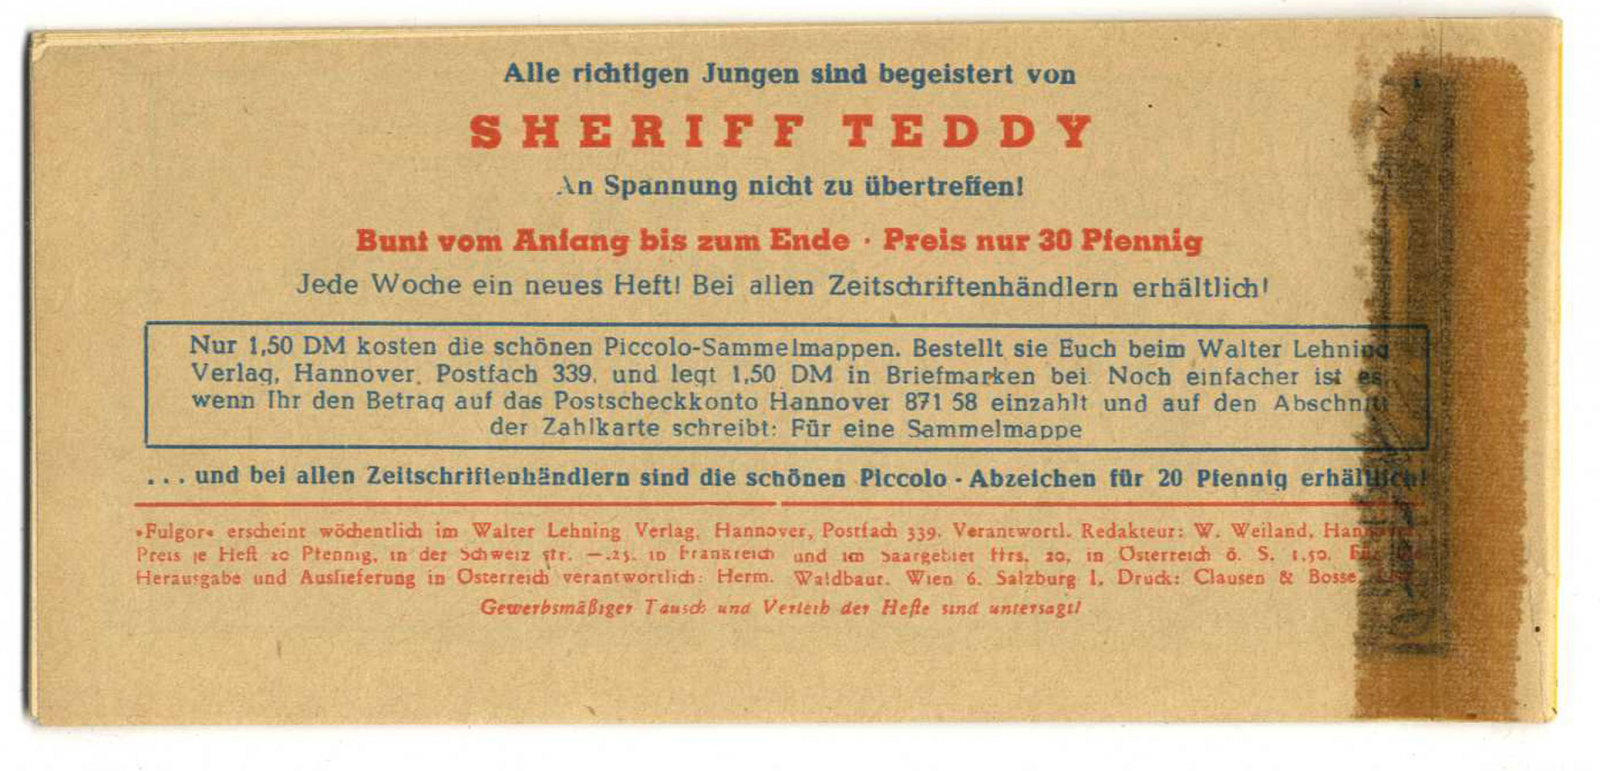 Alle richtigen Jungen sind begeistert von
SHERIFF TEDDY
An Spannung nicht zu übertreffen!
Bunt vom Anfang bis zum Ende · Preis nur 30 Pfennig
Jede Woche ein neues Heft! Bei allen Zeitschriftenhändlern erhältlich!
Nur 1,50 DM kosten die schönen Piccolo-Sammelmappen. Bestellt sie Euch beim Walter Lehning
Verlag, Hannover, Postfach 339, und legt 1,50 DM in Briefmarken bei. Noch einfacher ist es,
wenn Ihr den Betrag auf das Postscheckkonto Hannover 871 58 einzahlt und auf den Abschnitt
der Zahlkarte schreibt: Für eine Sammelmappe
... und bei allen Zeitschriftenhändlern sind die schönen Piccolo - Abzeichen für 20 Pfennig erhältlich!
»Fulgor« erscheint wöchentlich im Walter Lehning Verlag, Hannover, Postfach 339. Verantwortl. Redakteur: W. Weiland,
Preis je Heft 20 Pfennig, in der Schweiz sfr. —.25, in Frankreich und im Saargebiet ffrs. 20, in Österreich ö. S. 1,50.
Herausgabe und Auslieferung in Österreich verantwortlich: Herm. Waldbaur, Wien 6, Salzburg 1, Druck: Clausen & Bosse,
Gewerbsmäßiger Tausch und Verleih der Hefte sind untersagt!